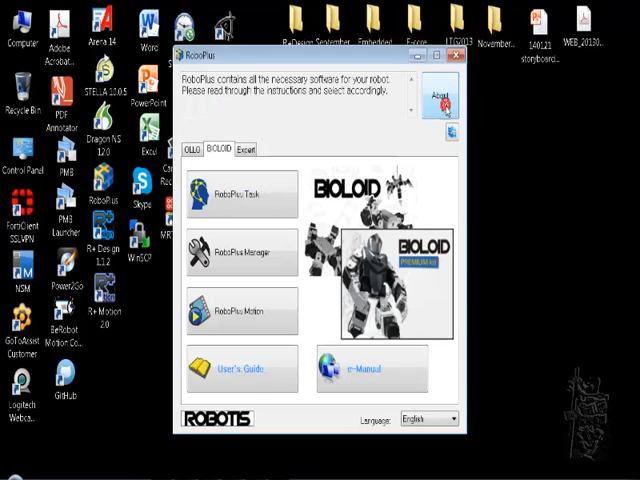 Computer
Adobe
Acrobat...
Arena 14
Word
R+Design
September
Embedded
E-core
LTG2013
November...
140121
storyboard...
WEB_20130...
Recycle Bin
PDF
Annotator
STELLA 10.0.5
PowerPoint
Dragon NS
12.0
Excel
Control Panel
PMB
RoboPlus
Skype
FortiClient
SSLVPN
PMB
Launcher
R+ Design
1.1.2
WinSCP
NSM
Power2Go
R+ Motion
2.0
GoToAssist
Customer
BeRobot
Motion Co...
Logitech
Webca...
GitHub
RoboPlus
RoboPlus contains all the necessary software for your robot.
Please read through the instructions and select accordingly.
About
OLLO
BIOLOID
Expert
RoboPlus Task
RoboPlus Manager
RoboPlus Motion
User's Guide
e-Manual
BIOLOID
BIOLOID
PREMIUM Kit
ROBOTIS
Language:
English